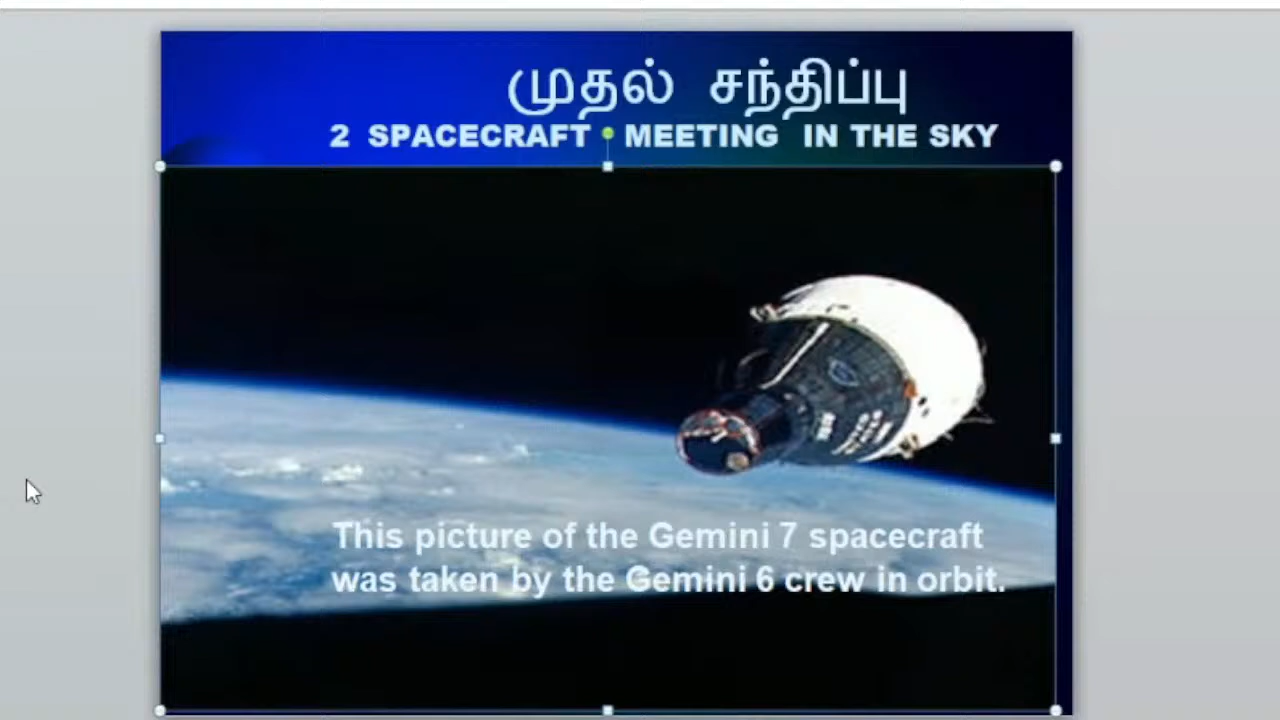 முதல் சந்திப்பு
2 SPACECRAFT MEETING IN THE SKY
This picture of the Gemini 7 spacecraft
was taken by the Gemini 6 crew in orbit.